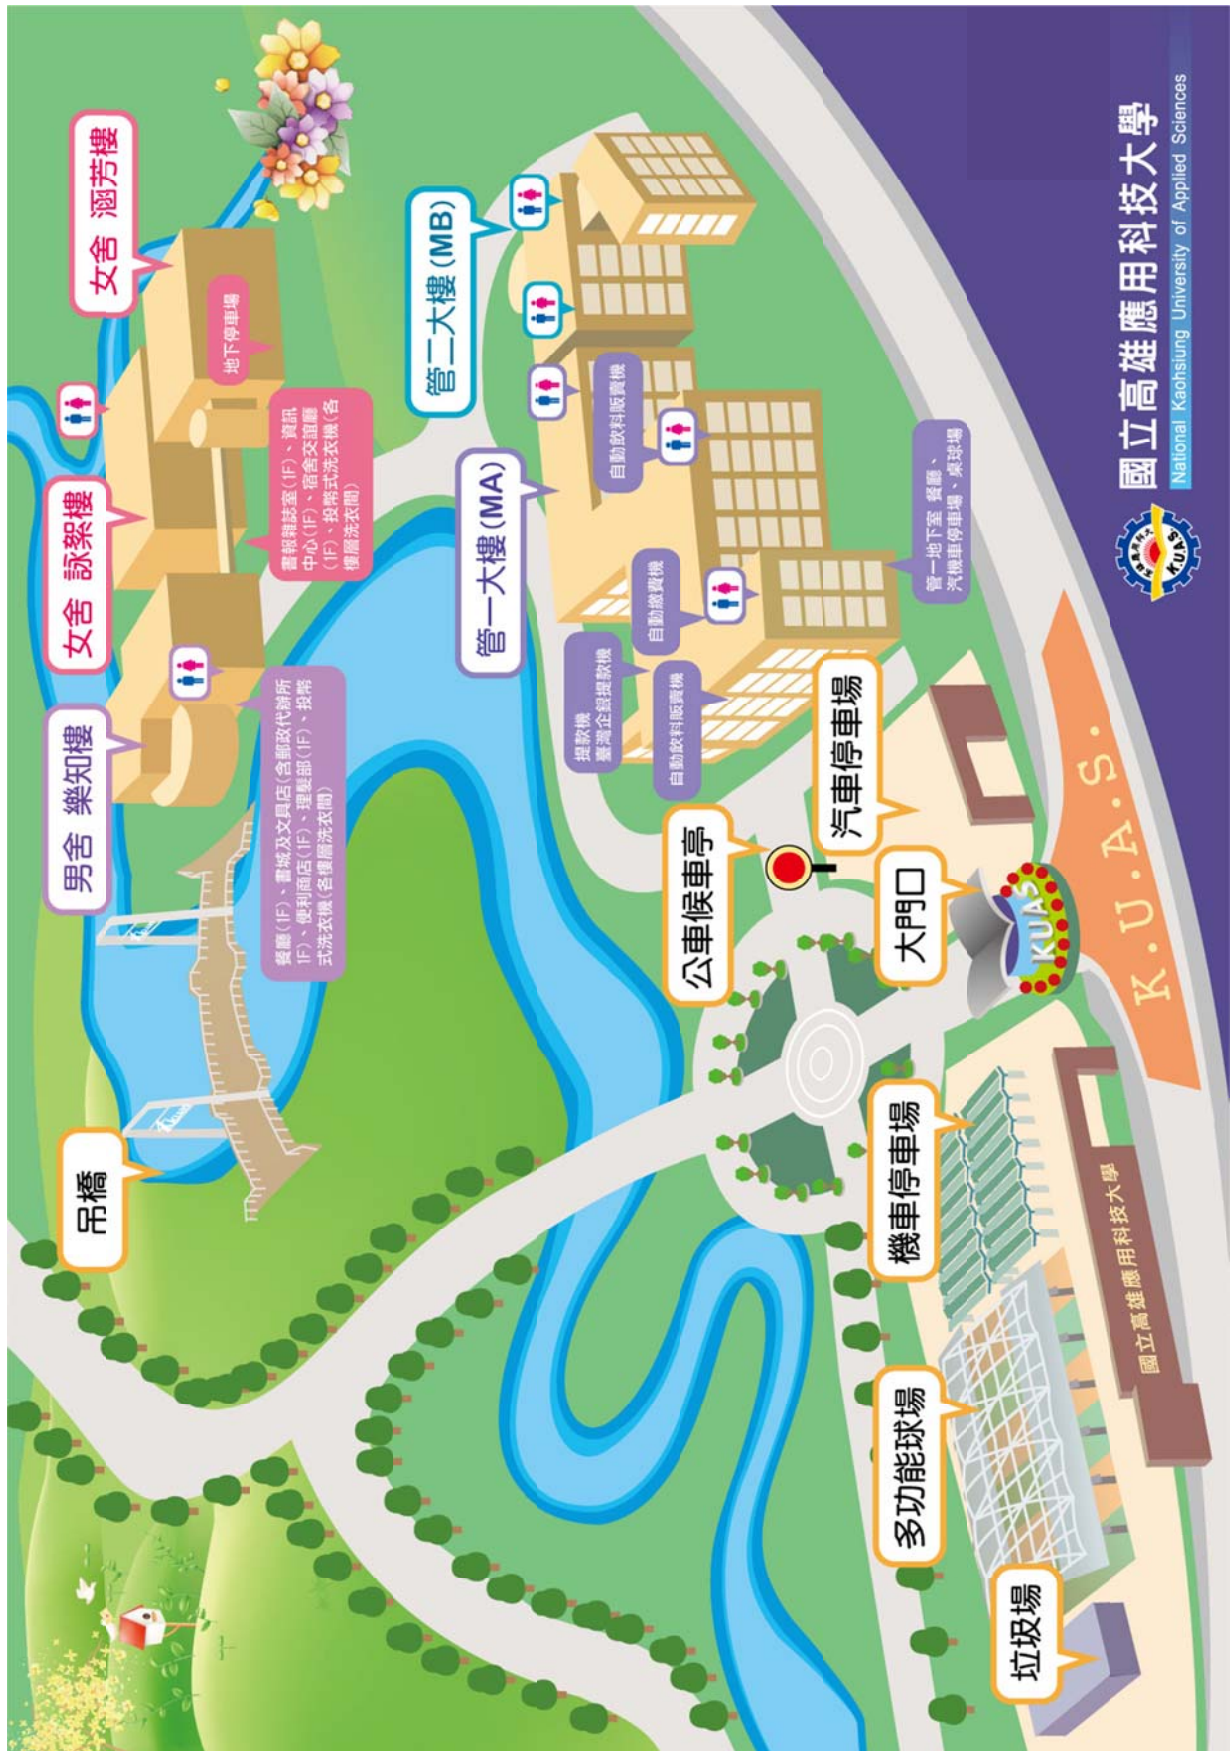 吊橋
男舍 樂知樓
女舍 詠絮樓
女舍 涵芳樓
地下停車場
餐廳(1F)、書城及文具店(含郵政代辦所
1F)、便利商店(1F)、理髮部(1F)、投幣
式洗衣機(各樓層洗衣間)
書報雜誌室(1F)、資訊
中心(1F)、宿舍交誼廳
(1F)、投幣式洗衣機(各
樓層洗衣間)
管一大樓(MA)
管二大樓(MB)
提款機
臺灣企銀提款機
自動繳費機
自動飲料販賣機
自動飲料販賣機
管一地下室 餐廳、
汽機車停車場、桌球場
公車候車亭
汽車停車場
大門口
機車停車場
多功能球場
垃圾場
KUAS
國立高雄應用科技大學
K.U.A.S.
K.U.A.S
國立高雄應用科技大學
National Kaohsiung University of Applied Sciences